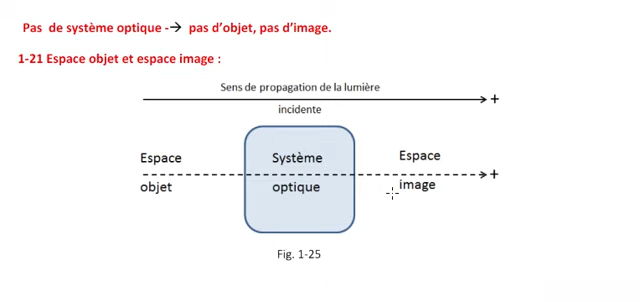 Pas de système optique -→ pas d'objet, pas d'image.
1-21 Espace objet et espace image :
Sens de propagation de la lumière
incidente
+
Espace
objet
Système
optique
Espace
image
+
Fig. 1-25